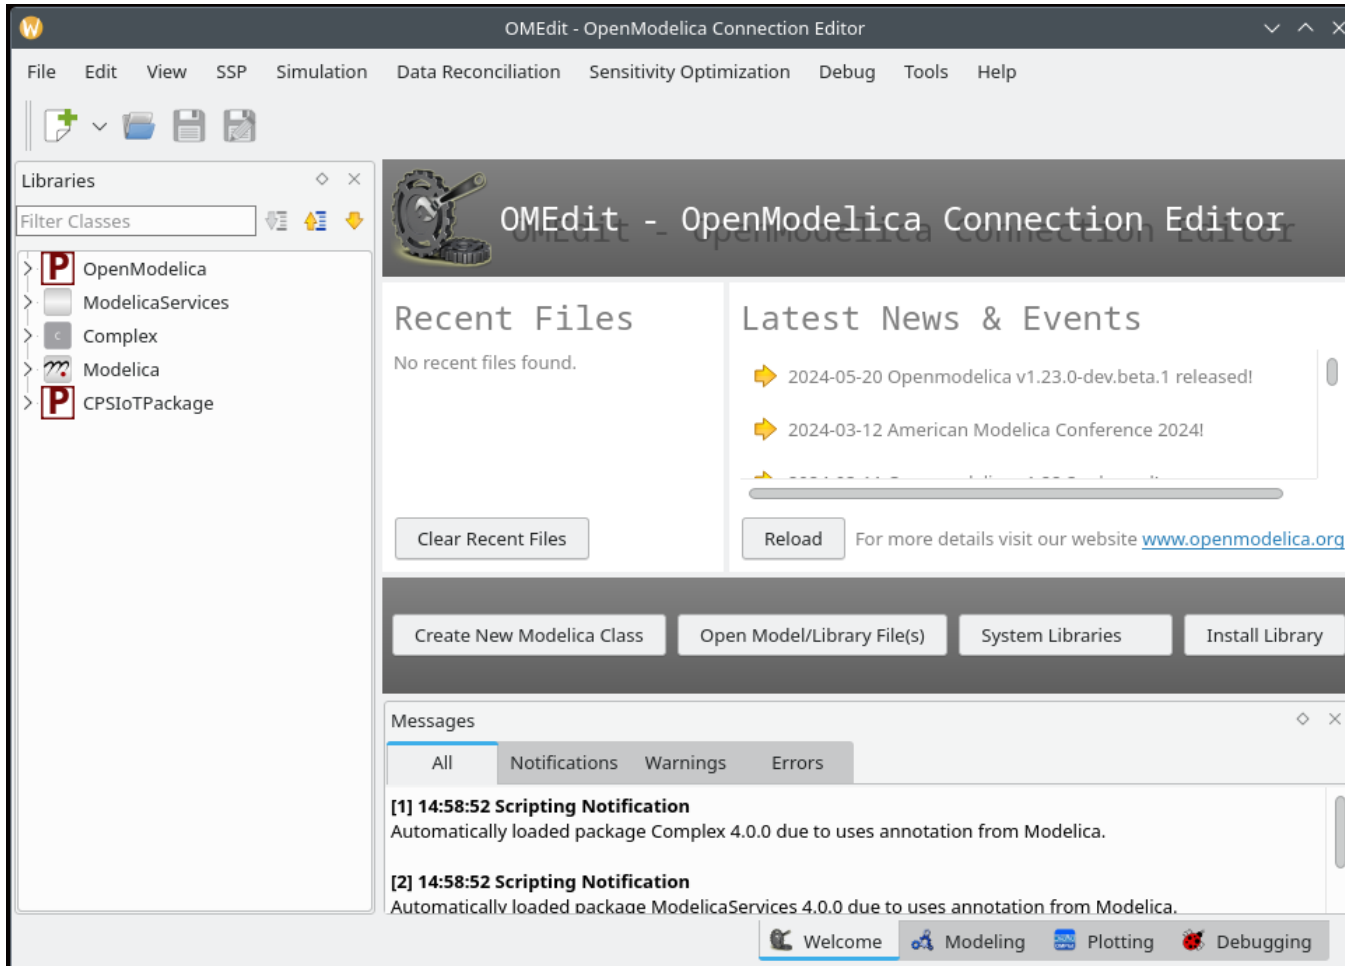 OMEdit - OpenModelica Connection Editor
File Edit View SSP Simulation Data Reconciliation Sensitivity Optimization Debug Tools Help
Libraries
Filter Classes
OpenModelica
ModelicaServices
C Complex
Modelica
P CPSIoTPackage
OMEdit - OpenModelica Connection Editor
Recent Files
No recent files found.
Clear Recent Files
Latest News & Events
2024-05-20 Openmodelica v1.23.0-dev.beta.1 released!
2024-03-12 American Modelica Conference 2024!
Reload For more details visit our website www.openmodelica.org
Create New Modelica Class Open Model/Library File(s) System Libraries Install Library
Messages
All Notifications Warnings Errors
[1] 14:58:52 Scripting Notification
Automatically loaded package Complex 4.0.0 due to uses annotation from Modelica.
[2] 14:58:52 Scripting Notification
Automatically loaded package ModelicaServices 4.0.0 due to uses annotation from Modelica.
Welcome Modeling Plotting Debugging